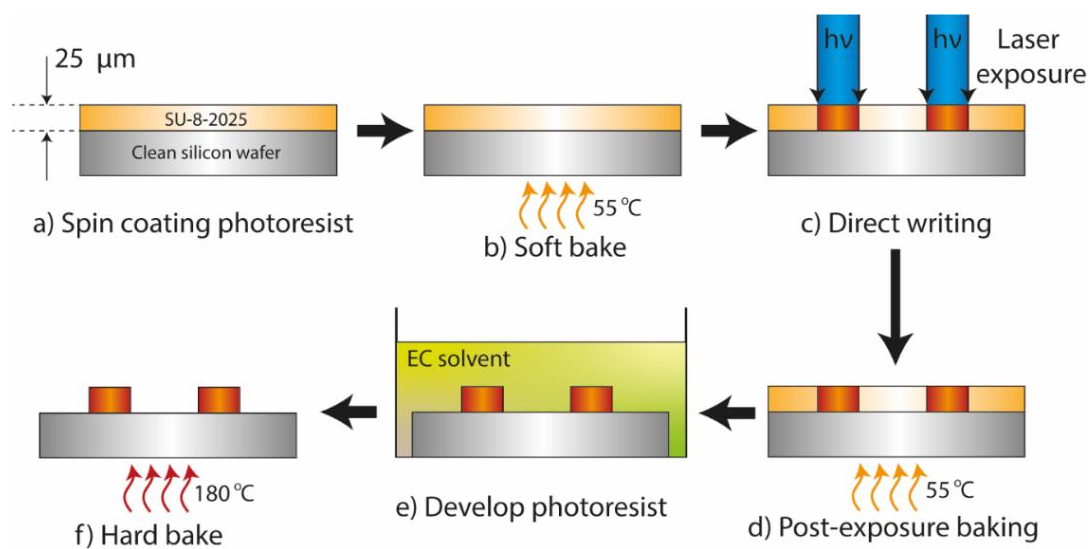 25 μm
SU-8-2025
Clean silicon wafer
a) Spin coating photoresist
55 °C
b) Soft bake
hν
hν
Laser
exposure
c) Direct writing
55 °C
d) Post-exposure baking
EC solvent
e) Develop photoresist
180 °C
f) Hard bake